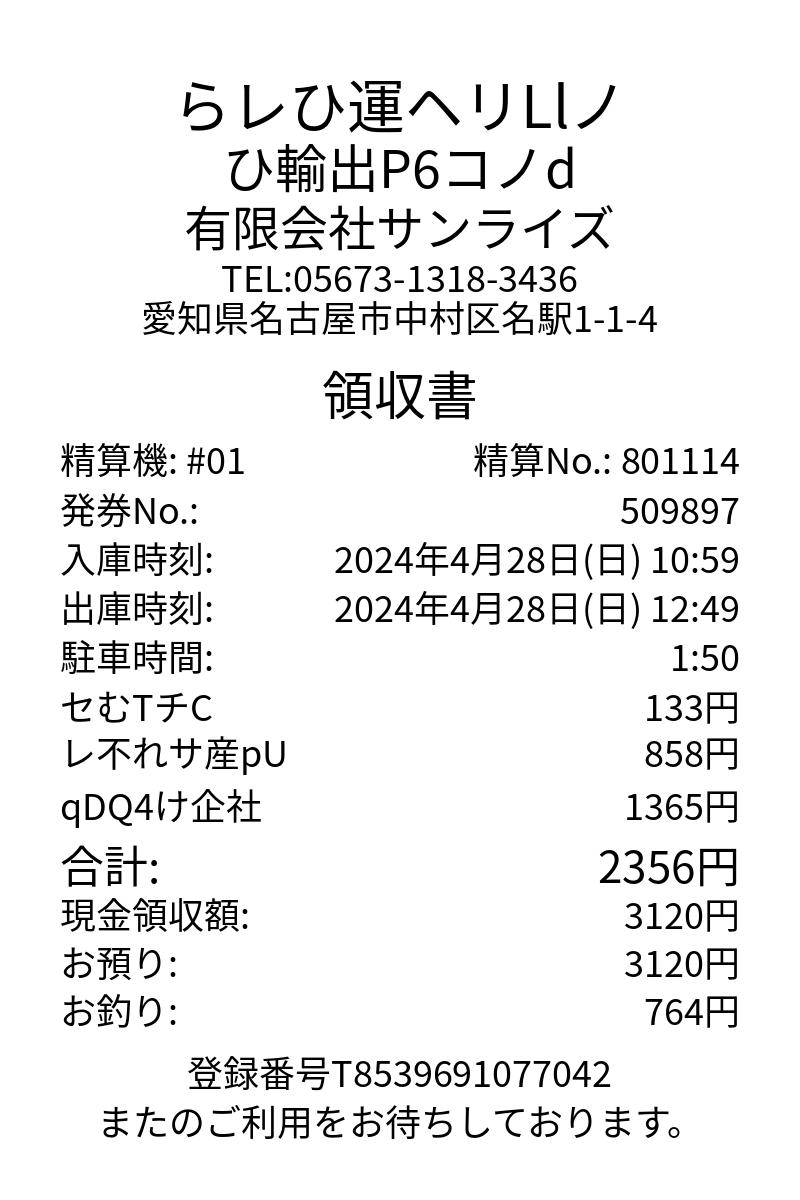 らレひ運ヘリLlノ
ひ輸出P6コノd
有限会社サンライズ
TEL:05673-1318-3436
愛知県名古屋市中村区名駅1-1-4
領収書
精算機: #01 精算No.: 801114
発券No.: 509897
入庫時刻: 2024年4月28日(日) 10:59
出庫時刻: 2024年4月28日(日) 12:49
駐車時間: 1:50
セむTチC 133円
レ不れサ産pU 858円
qDQ4け企社 1365円
合計: 2356円
現金領収額: 3120円
お預り: 3120円
お釣り: 764円
登録番号T8539691077042
またのご利用をお待ちしております。